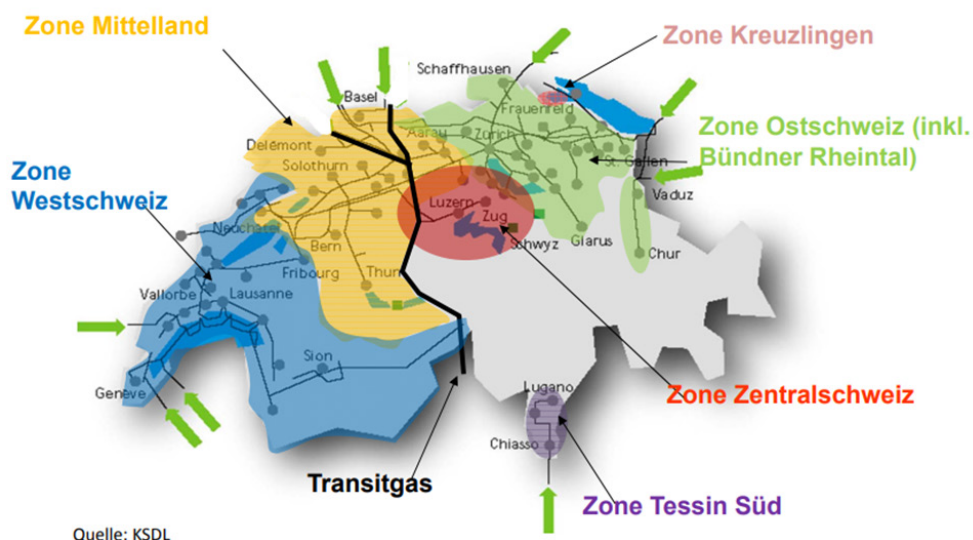 Zone Mittelland
Zone Kreuzlingen
Schaffhausen
Basel
Frauenfeld
Aarau
Zürich
Zone Ostschweiz (inkl.
Bündner Rheintal)
Delémont
St. Gallen
Solothurn
Zone
Westschweiz
Vaduz
Luzern
Zug
Neuchâtel
Bern
Schwyz
Glarus
Chur
Fribourg
Thun
Vallorbe
Lausanne
Sion
Genève
Lugano
Zone Zentralschweiz
Chiasso
Transitgas
Zone Tessin Süd
Quelle: KSDL